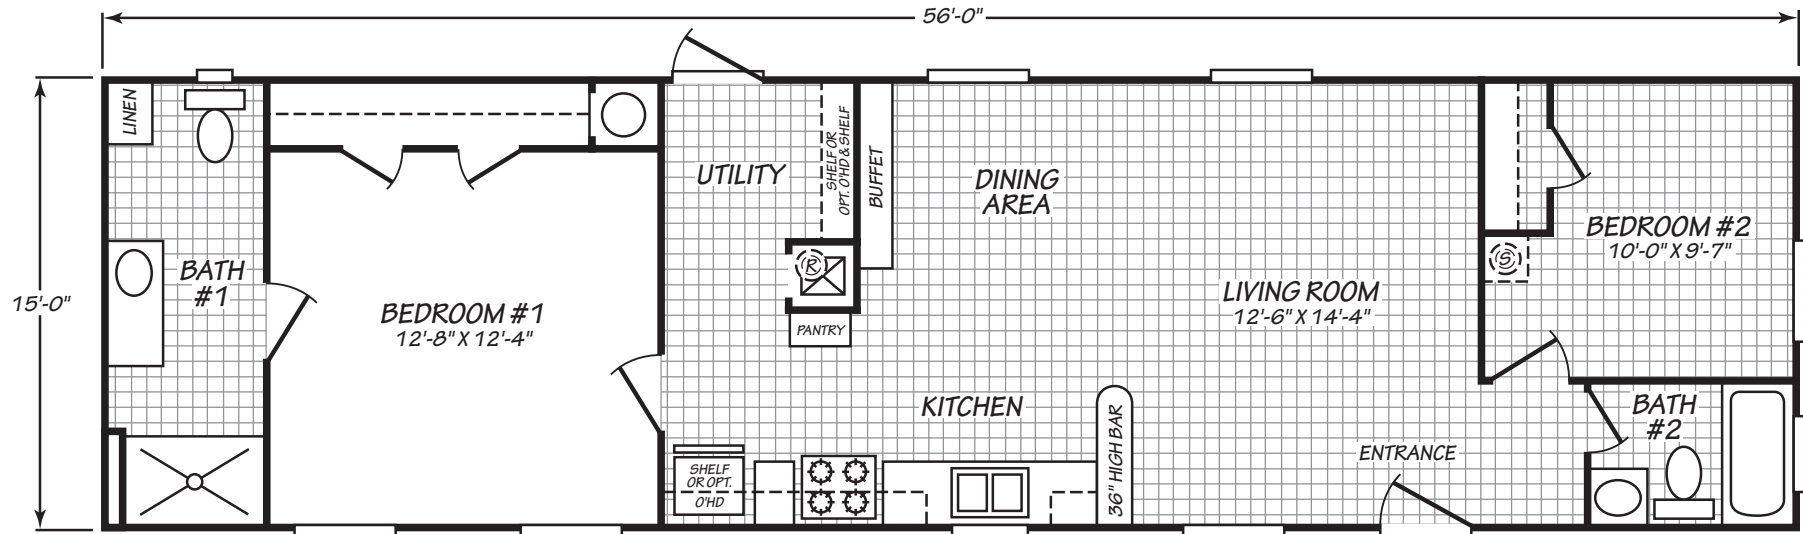 56'-0"
15'-0"
LINEN
BATH
#1
BEDROOM #1
12'-8" X 12'-4"
UTILITY
SHELF OR
OPT. O'HD & SHELF
BUFFET
R
PANTRY
DINING
AREA
LIVING ROOM
12'-6" X 14'-4"
KITCHEN
SHELF
OR OPT.
O'HD
36" HIGH BAR
ENTRANCE
BEDROOM #2
10'-0" X 9'-7"
S
BATH
#2